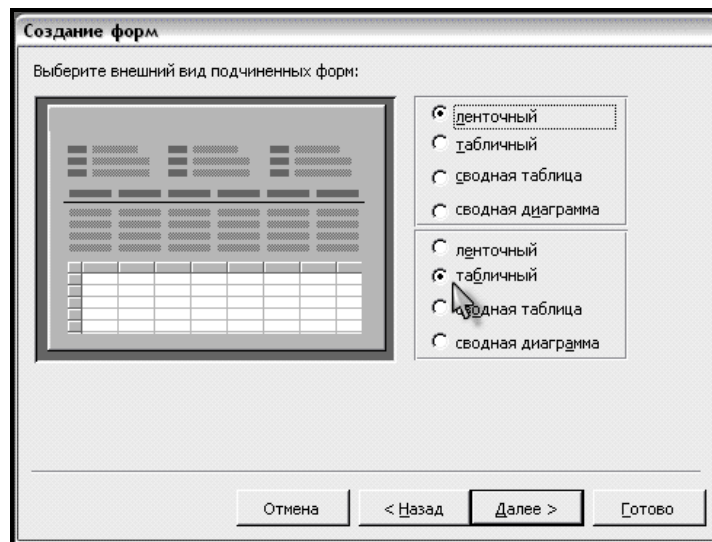 Создание форм
Выберите внешний вид подчиненных форм:
ленточный
табличный
сводная таблица
сводная диаграмма
ленточный
табличный
сводная таблица
сводная диаграмма
Отмена
< Назад
Далее >
Готово